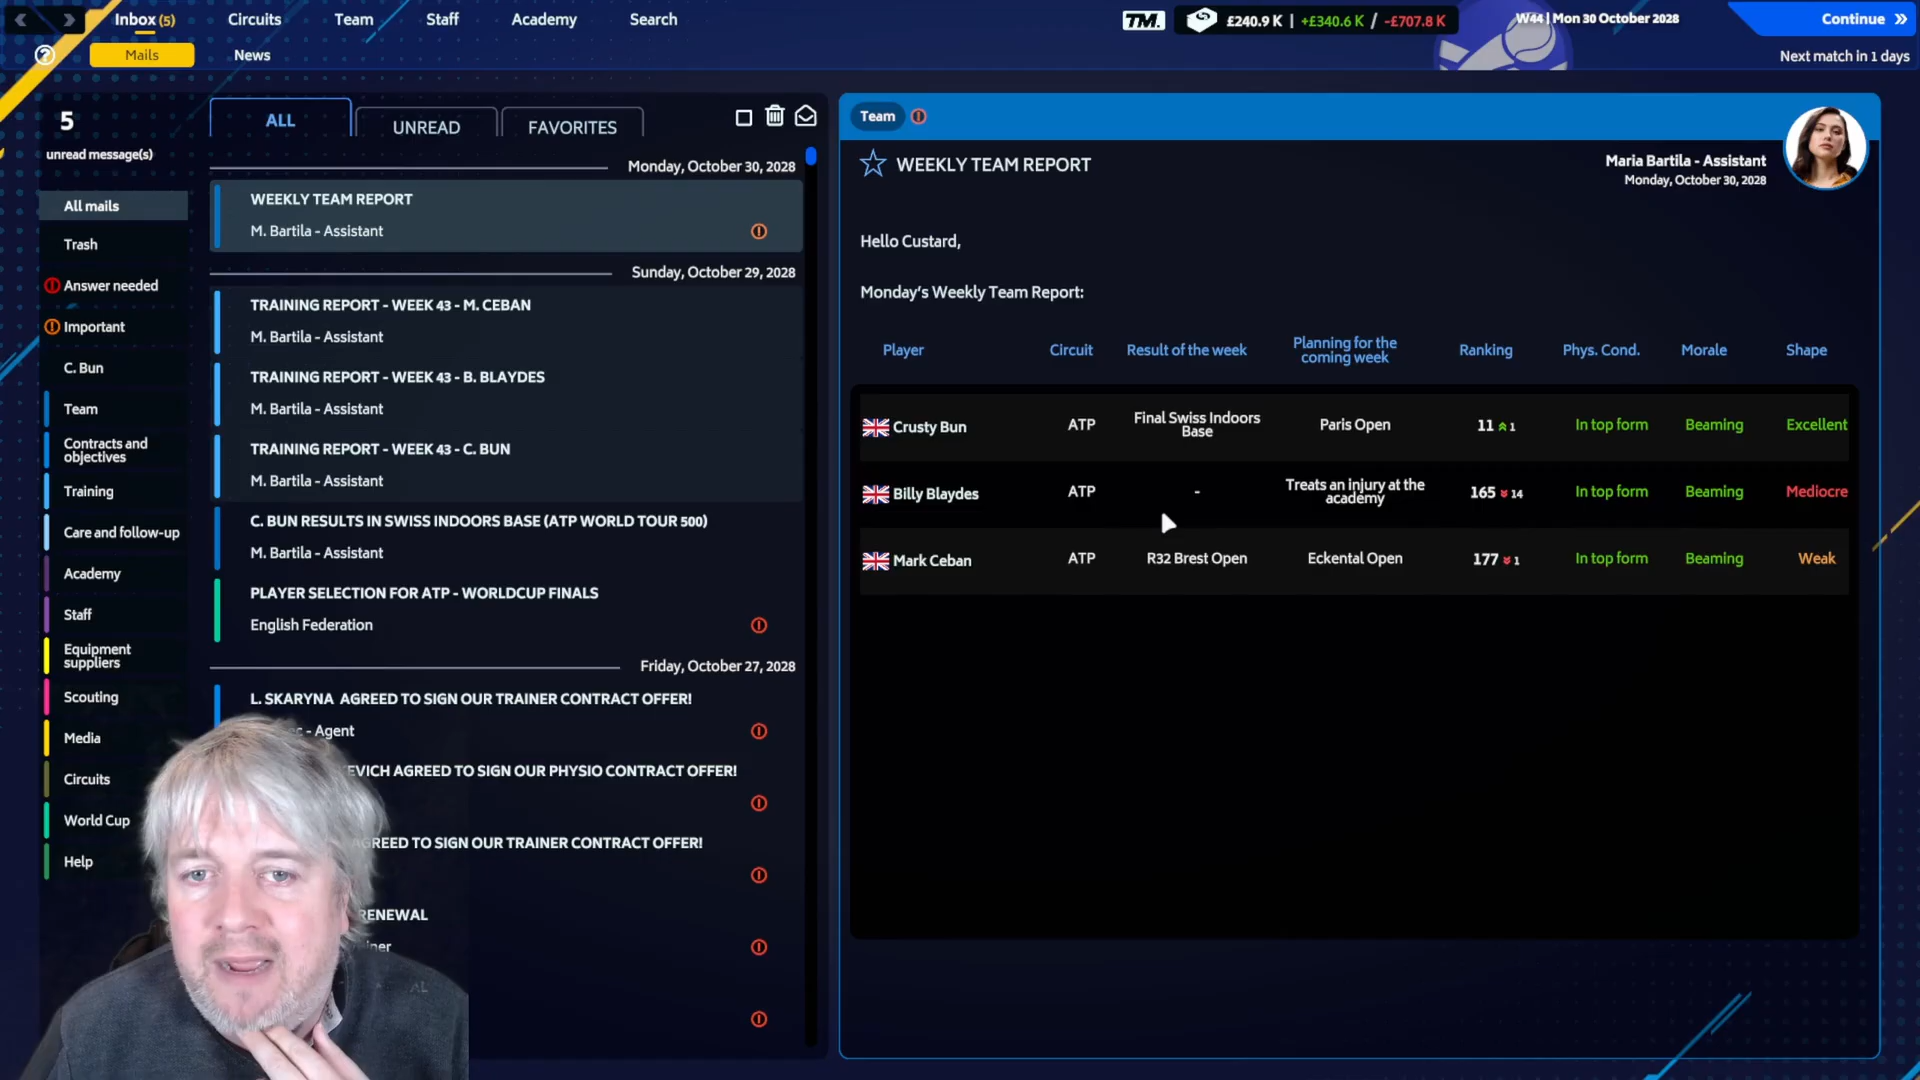 Inbox (5)
Circuits
Team
Staff
Academy
Search
TM.
£240.9 K | +£340.6 K / -£707.8 K
W44 | Mon 30 October 2028
Continue
Mails
News
Next match in 1 days
5
unread message(s)
All mails
Trash
Answer needed
Important
C. Bun
Team
Contracts and
objectives
Training
Care and follow-up
Academy
Staff
Equipment
suppliers
Scouting
Media
Circuits
World Cup
Help
ALL
UNREAD
FAVORITES
Monday, October 30, 2028
WEEKLY TEAM REPORT
M. Bartila - Assistant
Sunday, October 29, 2028
TRAINING REPORT - WEEK 43 - M. CEBAN
M. Bartila - Assistant
TRAINING REPORT - WEEK 43 - B. BLAYDES
M. Bartila - Assistant
TRAINING REPORT - WEEK 43 - C. BUN
M. Bartila - Assistant
C. BUN RESULTS IN SWISS INDOORS BASE (ATP WORLD TOUR 500)
M. Bartila - Assistant
PLAYER SELECTION FOR ATP - WORLDCUP FINALS
English Federation
Friday, October 27, 2028
L. SKARYNA AGREED TO SIGN OUR TRAINER CONTRACT OFFER!
- Agent
AGREED TO SIGN OUR PHYSIO CONTRACT OFFER!
AGREED TO SIGN OUR TRAINER CONTRACT OFFER!
RENEWAL
Team
WEEKLY TEAM REPORT
Maria Bartila - Assistant
Monday, October 30, 2028
Hello Custard,
Monday's Weekly Team Report:
Player Circuit Result of the week Planning for the coming week Ranking Phys. Cond. Morale Shape
Crusty Bun ATP Final Swiss Indoors Base Paris Open 11 1 In top form Beaming Excellent
Billy Blaydes ATP - Treats an injury at the academy 165 14 In top form Beaming Mediocre
Mark Ceban ATP R32 Brest Open Eckental Open 177 1 In top form Beaming Weak